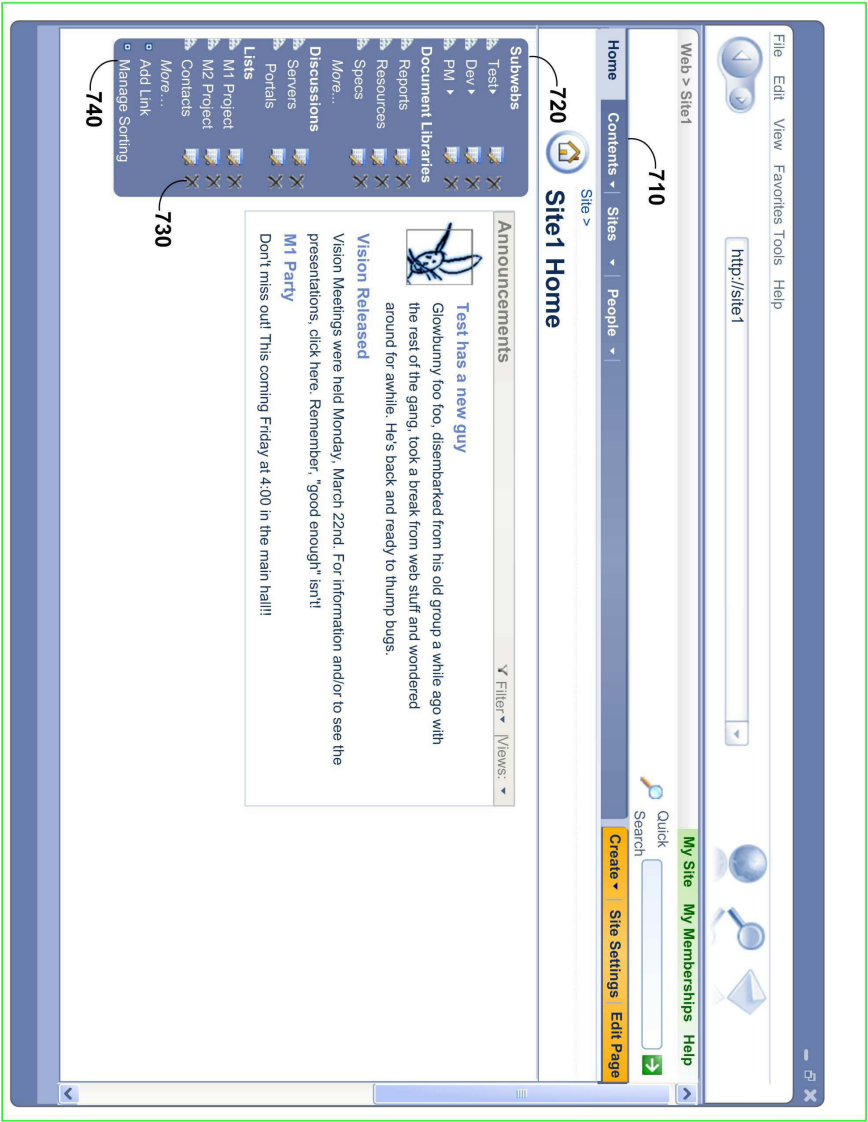 File Edit View Favorites Tools Help
http://site1
Web > Site1
My Site My Memberships Help
Quick
Search
710
Home Contents Sites People
Create Site Settings Edit Page
720
Site >
Site1 Home
Subwebs
Test
Dev
PM
Document Libraries
Reports
Resources
Specs
More...
Discussions
Servers
Portals
Lists
M1 Project
M2 Project
Contacts
More...
Add Link
Manage Sorting
730
740
Announcements
Filter Views:
Test has a new guy
Glowbunny foo foo, disembarked from his old group a while ago with
the rest of the gang, took a break from web stuff and wondered
around for awhile. He's back and ready to thump bugs.
Vision Released
Vision Meetings were held Monday, March 22nd. For information and/or to see the
presentations, click here. Remember, "good enough" isn't!
M1 Party
Don't miss out! This coming Friday at 4:00 in the main hall!!